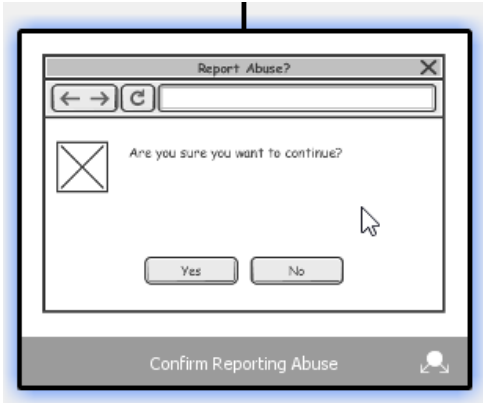 Report Abuse?
Are you sure you want to continue?
Yes
No
Confirm Reporting Abuse